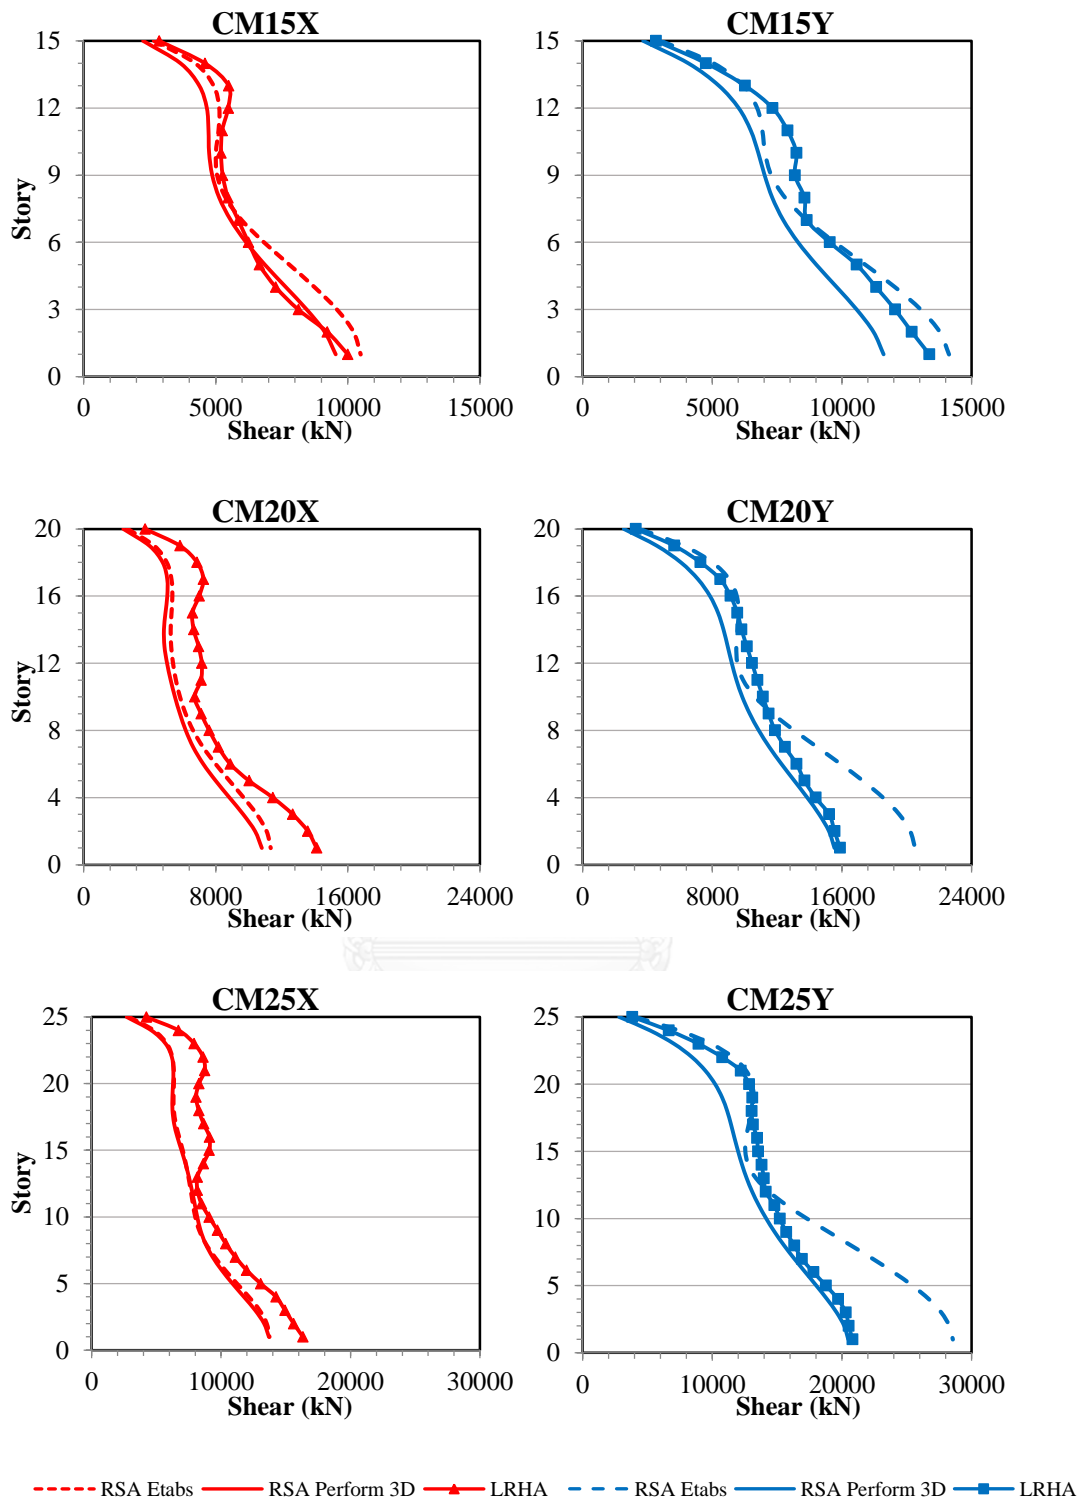 CM15X
CM15Y
15
12
9
6
3
0
Story
0 5000 10000 15000
Shear (kN)
15
12
9
6
3
0
0 5000 10000 15000
Shear (kN)
CM20X
CM20Y
20
16
12
8
4
0
Story
0 8000 16000 24000
Shear (kN)
20
16
12
8
4
0
0 8000 16000 24000
Shear (kN)
CM25X
CM25Y
25
20
15
10
5
0
Story
0 10000 20000 30000
Shear (kN)
25
20
15
10
5
0
0 10000 20000 30000
Shear (kN)
RSA Etabs RSA Perform 3D LRHA RSA Etabs RSA Perform 3D LRHA